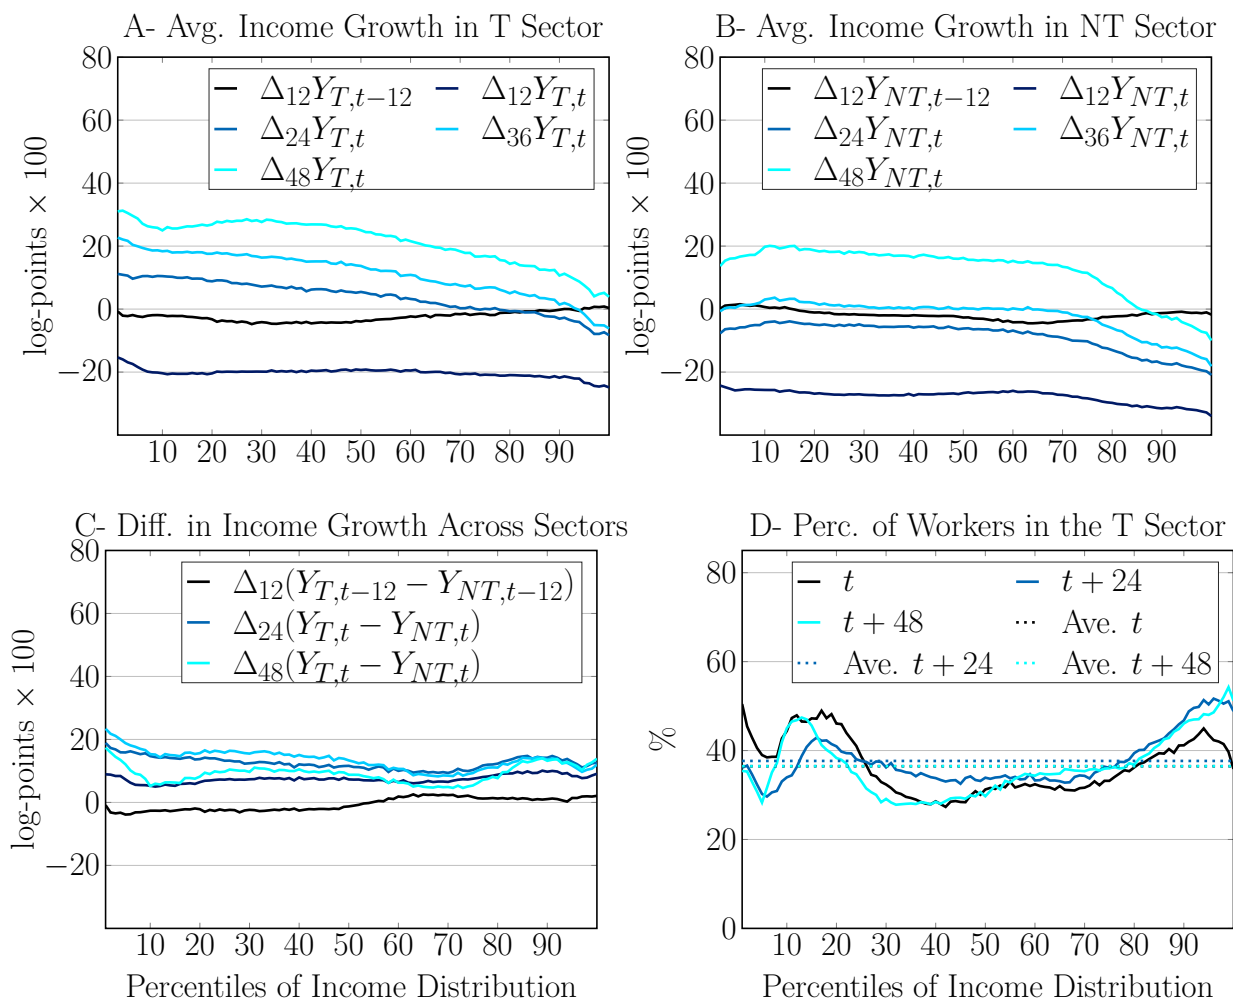 A- Avg. Income Growth in T Sector
80
60
40
20
0
−20
log-points × 100
Δ12YT,t−12 Δ12YT,t
Δ24YT,t Δ36YT,t
Δ48YT,t
10 20 30 40 50 60 70 80 90
B- Avg. Income Growth in NT Sector
80
60
40
20
0
−20
log-points × 100
Δ12YNT,t−12 Δ12YNT,t
Δ24YNT,t Δ36YNT,t
Δ48YNT,t
10 20 30 40 50 60 70 80 90
C- Diff. in Income Growth Across Sectors
80
60
40
20
0
−20
log-points × 100
Δ12(YT,t−12 − YNT,t−12)
Δ24(YT,t − YNT,t)
Δ48(YT,t − YNT,t)
10 20 30 40 50 60 70 80 90
Percentiles of Income Distribution
D- Perc. of Workers in the T Sector
80
60
40
20
0
%
t t + 24
t + 48 Ave. t
Ave. t + 24 Ave. t + 48
10 20 30 40 50 60 70 80 90
Percentiles of Income Distribution